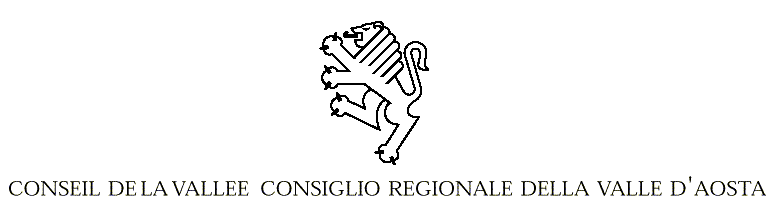 CONSEIL DE LA VALLEE CONSIGLIO REGIONALE DELLA VALLE D'AOSTA